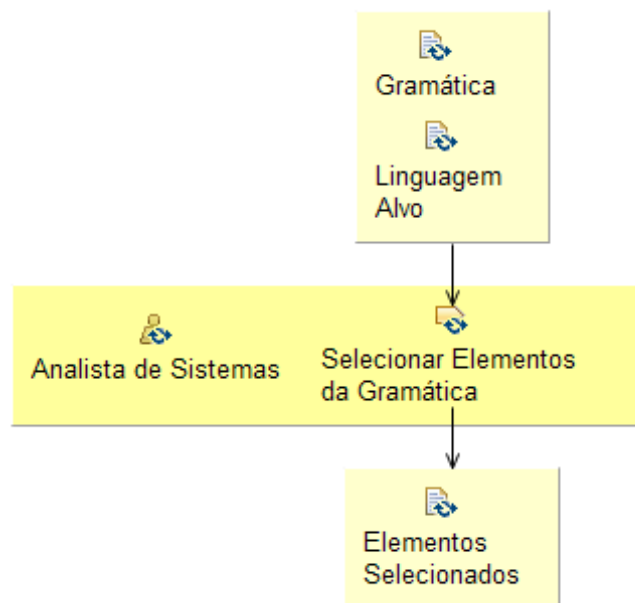 Gramática
Linguagem
Alvo
Analista de Sistemas
Selecionar Elementos
da Gramática
Elementos
Selecionados